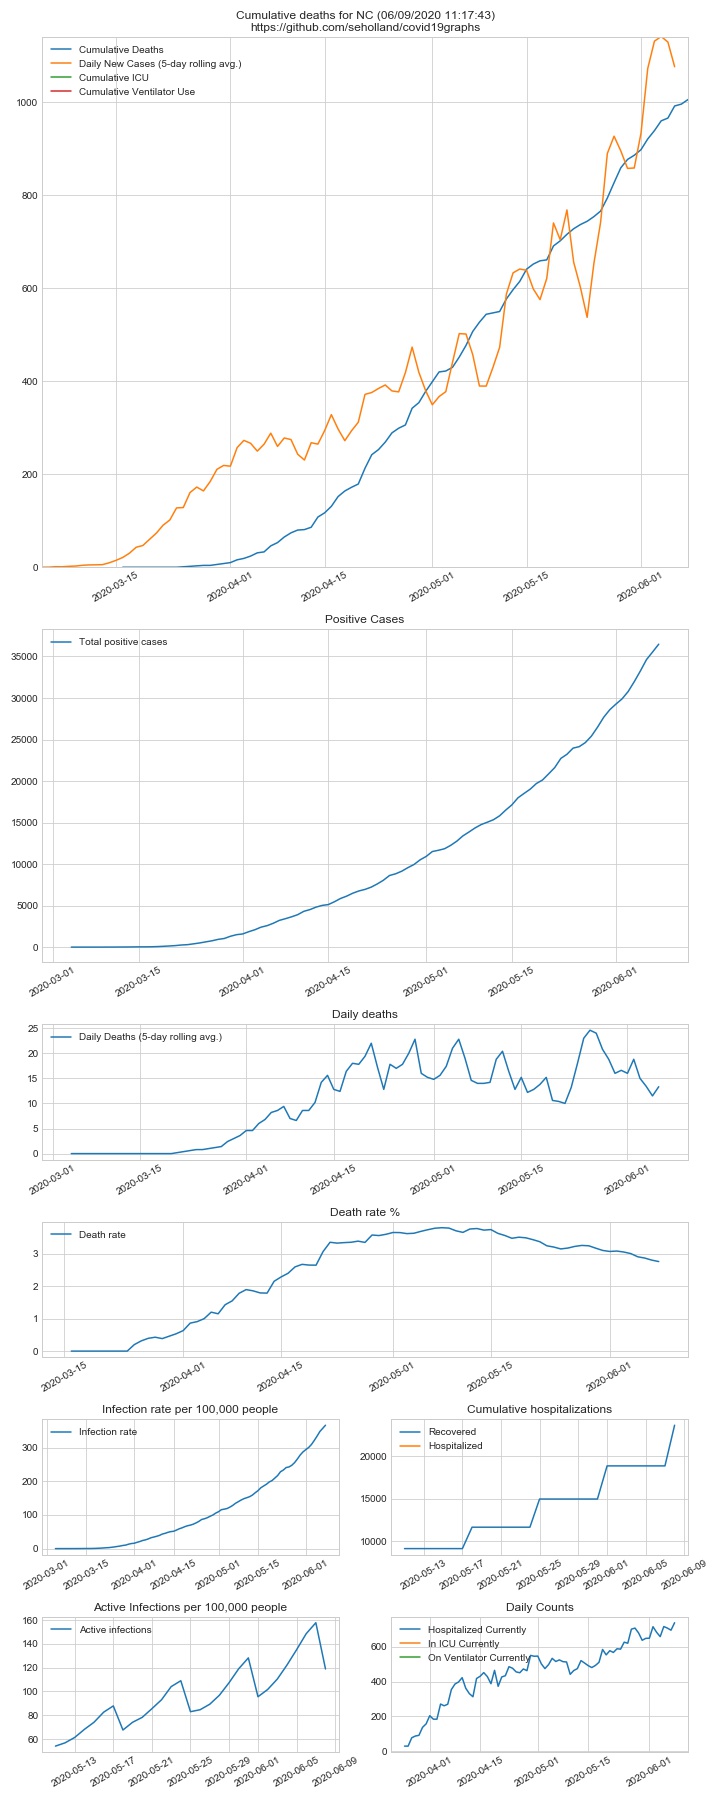 Cumulative deaths for NC (06/09/2020 11:17:43)
https://github.com/seholland/covid19graphs
Cumulative Deaths
Daily New Cases (5-day rolling avg.)
Cumulative ICU
Cumulative Ventilator Use
1000
800
600
400
200
0
2020-03-15 2020-04-01 2020-04-15 2020-05-01 2020-05-15 2020-06-01
Positive Cases
Total positive cases
35000
30000
25000
20000
15000
10000
5000
0
2020-03-01 2020-03-15 2020-04-01 2020-04-15 2020-05-01 2020-05-15 2020-06-01
Daily deaths
Daily Deaths (5-day rolling avg.)
25
20
15
10
5
0
2020-03-01 2020-03-15 2020-04-01 2020-04-15 2020-05-01 2020-05-15 2020-06-01
Death rate %
Death rate
3
2
1
0
2020-03-15 2020-04-01 2020-04-15 2020-05-01 2020-05-15 2020-06-01
Infection rate per 100,000 people
Infection rate
300
200
100
0
2020-03-01 2020-03-15 2020-04-01 2020-04-15 2020-05-01 2020-05-15 2020-06-01
Cumulative hospitalizations
Recovered
Hospitalized
20000
15000
10000
2020-05-13 2020-05-17 2020-05-21 2020-05-25 2020-05-29 2020-06-01 2020-06-05 2020-06-09
Active Infections per 100,000 people
Active infections
160
140
120
100
80
60
2020-05-13 2020-05-17 2020-05-21 2020-05-25 2020-05-29 2020-06-01 2020-06-05 2020-06-09
Daily Counts
Hospitalized Currently
In ICU Currently
On Ventilator Currently
600
400
200
0
2020-04-01 2020-04-15 2020-05-01 2020-05-15 2020-06-01